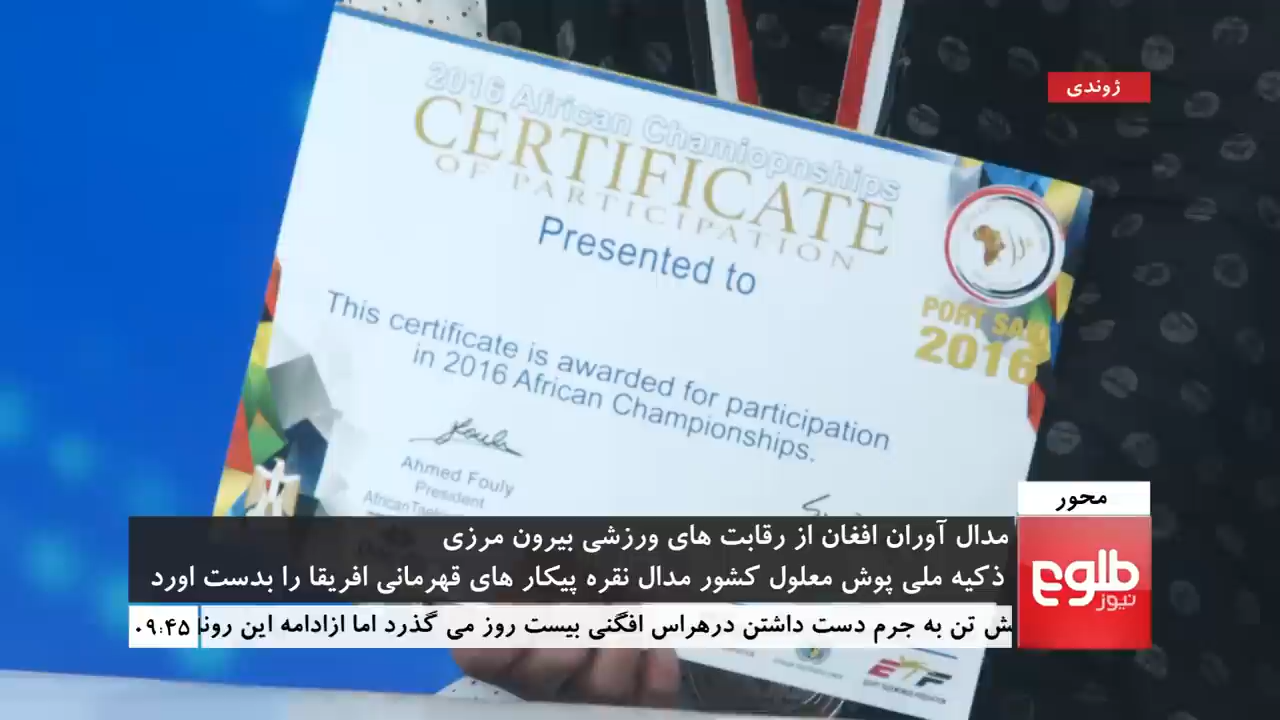 2016 African Chamiopnships
CERTIFICATE
OF PARTICIPATION
Presented to
This certificate is awarded for participation
in 2016 African Championships.
PORT SAID
2016
Ahmed Fouly
President
ژوندی
محور
مدال آوران افغان از رقابت های ورزشی بیرون مرزی
ذکیه ملی پوش معلول کشور مدال نقره پیکار های قهرمانی افریقا را بدست اورد
تن به جرم دست داشتن درهراس افگنی بیست روز می گذرد اما ازادامه این
۰۹:۴۵
طلوع
نیوز
ETF